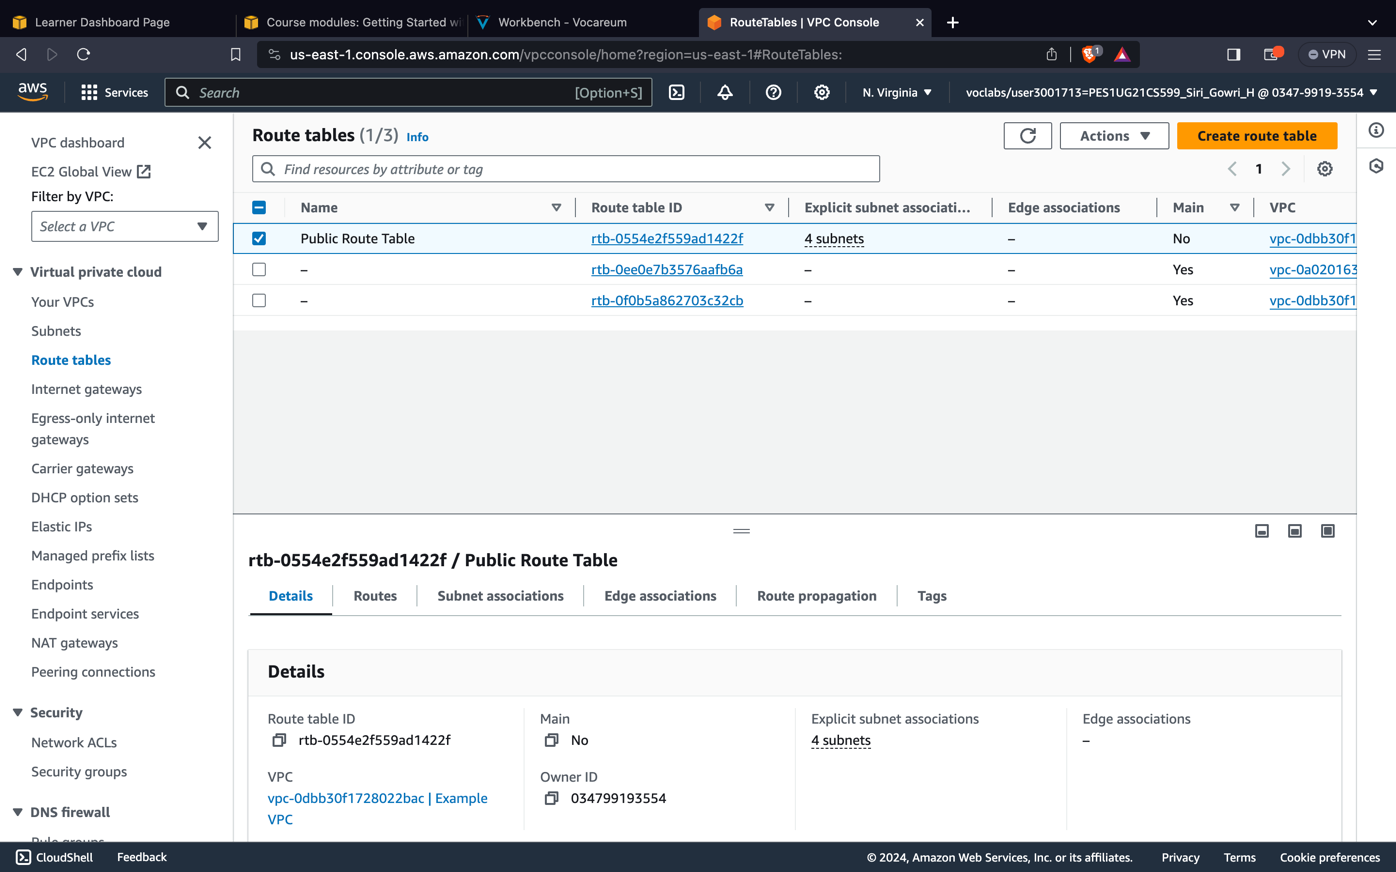 Learner Dashboard Page
Course modules: Getting Started wi
Workbench - Vocareum
RouteTables | VPC Console
us-east-1.console.aws.amazon.com/vpcconsole/home?region=us-east-1#RouteTables:
1
VPN
aws
Services
Search
[Option+S]
N. Virginia
voclabs/user3001713=PES1UG21CS599_Siri_Gowri_H @ 0347-9919-3554
VPC dashboard
EC2 Global View
Filter by VPC:
Select a VPC
Virtual private cloud
Your VPCs
Subnets
Route tables
Internet gateways
Egress-only internet
gateways
Carrier gateways
DHCP option sets
Elastic IPs
Managed prefix lists
Endpoints
Endpoint services
NAT gateways
Peering connections
Security
Network ACLs
Security groups
DNS firewall
Rule groups
Route tables (1/3) Info
Actions
Create route table
Find resources by attribute or tag
1
Name Route table ID Explicit subnet associati... Edge associations Main VPC
Public Route Table rtb-0554e2f559ad1422f 4 subnets – No vpc-0dbb30f1
– rtb-0ee0e7b3576aafb6a – – Yes vpc-0a020163
– rtb-0f0b5a862703c32cb – – Yes vpc-0dbb30f1
rtb-0554e2f559ad1422f / Public Route Table
Details Routes Subnet associations Edge associations Route propagation Tags
Details
Route table ID
rtb-0554e2f559ad1422f
Main
No
Explicit subnet associations
4 subnets
Edge associations
–
VPC
vpc-0dbb30f1728022bac | Example
VPC
Owner ID
034799193554
CloudShell
Feedback
© 2024, Amazon Web Services, Inc. or its affiliates.
Privacy
Terms
Cookie preferences